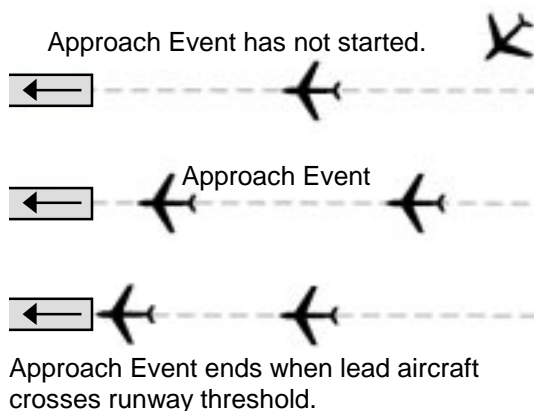 Approach Event has not started.
Approach Event
Approach Event ends when lead aircraft
crosses runway threshold.